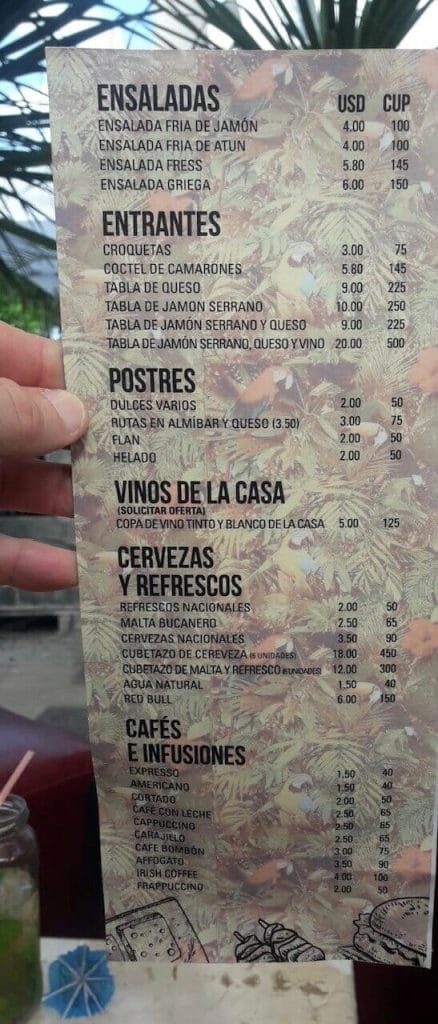 ENSALADAS USD CUP
ENSALADA FRIA DE JAMÓN 4.00 100
ENSALADA FRIA DE ATUN 4.00 100
ENSALADA FRESS 5.80 145
ENSALADA GRIEGA 6.00 150
ENTRANTES
CROQUETAS 3.00 75
COCTEL DE CAMARONES 5.80 145
TABLA DE QUESO 9.00 225
TABLA DE JAMON SERRANO 10.00 250
TABLA DE JAMÓN SERRANO Y QUESO 9.00 225
TABLA DE JAMÓN SERRANO, QUESO Y VINO 20.00 500
POSTRES
DULCES VARIOS 2.00 50
RUTAS EN ALMÍBAR Y QUESO (3.50) 3.00 75
FLAN 2.00 50
HELADO 2.00 50
VINOS DE LA CASA
(SOLICITAR OFERTA)
COPA DE VINO TINTO Y BLANCO DE LA CASA 5.00 125
CERVEZAS
Y REFRESCOS
REFRESCOS NACIONALES 2.00 50
MALTA BUCANERO 2.50 65
CERVEZAS NACIONALES 3.50 90
CUBETAZO DE CEREVEZA (6 UNIDADES) 18.00 450
CUBETAZO DE MALTA Y REFRESCO (6 UNIDADES) 12.00 300
AGUA NATURAL 1.50 40
RED BULL 6.00 150
CAFÉS
E INFUSIONES
EXPRESSO 1.50 40
AMERICANO 1.50 40
CORTADO 2.00 50
CAFÉ CON LECHE 2.50 65
CAPPUCCINO 2.50 65
CARAJILLO 2.50 65
CAFE BOMBÓN 3.00 75
AFFOGATO 3.50 90
IRISH COFFEE 4.00 100
FRAPPUCCINO 2.00 50